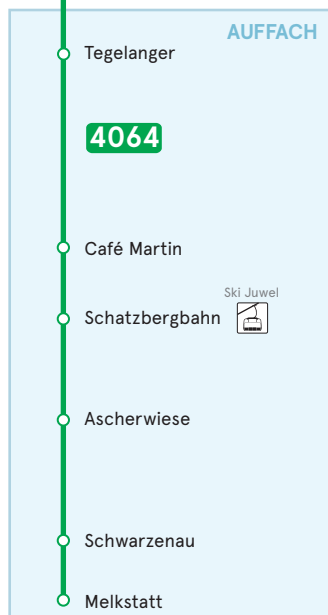 AUFFACH
Tegelanger
4064
Café Martin
Ski Juwel
Schatzbergbahn
Ascherwiese
Schwarzenau
Melkstatt